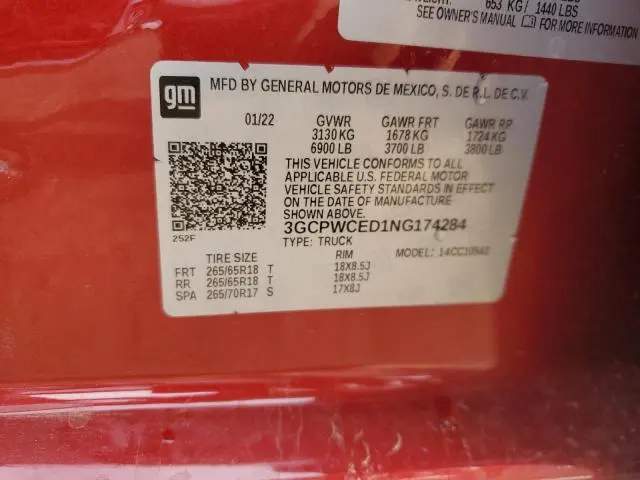 653 KG / 1440 LBS
SEE OWNER'S MANUAL FOR MORE INFORMATION
gm
MFD BY GENERAL MOTORS DE MEXICO, S. DE R.L. DE C.V.
01/22 GVWR GAWR FRT GAWR RR
3130 KG 1678 KG 1724 KG
6900 LB 3700 LB 3800 LB
THIS VEHICLE CONFORMS TO ALL
APPLICABLE U.S. FEDERAL MOTOR
VEHICLE SAFETY STANDARDS IN EFFECT
ON THE DATE OF MANUFACTURE
SHOWN ABOVE.
3GCPWCED1NG174284
252F
TYPE: TRUCK MODEL:
TIRE SIZE RIM
FRT 265/65R18 T 18X8.5J
RR 265/65R18 T 18X8.5J
SPA 265/70R17 S 17X8J